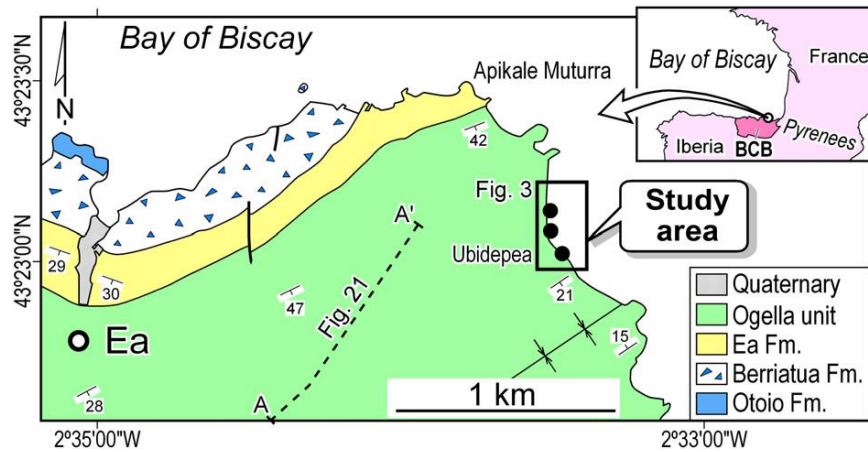 Bay of Biscay
Apikale Muturra
N
43°23'30"N
43°23'00"N
42
Fig. 3
A'
Study
area
Ubidepea
29
30
47
Fig. 21
21
15
Ea
28
A
1 km
2°35'00"W
2°33'00"W
Bay of Biscay
France
Iberia
BCB
Pyrenees
Quaternary
Ogella unit
Ea Fm.
Berriatua Fm.
Otoio Fm.